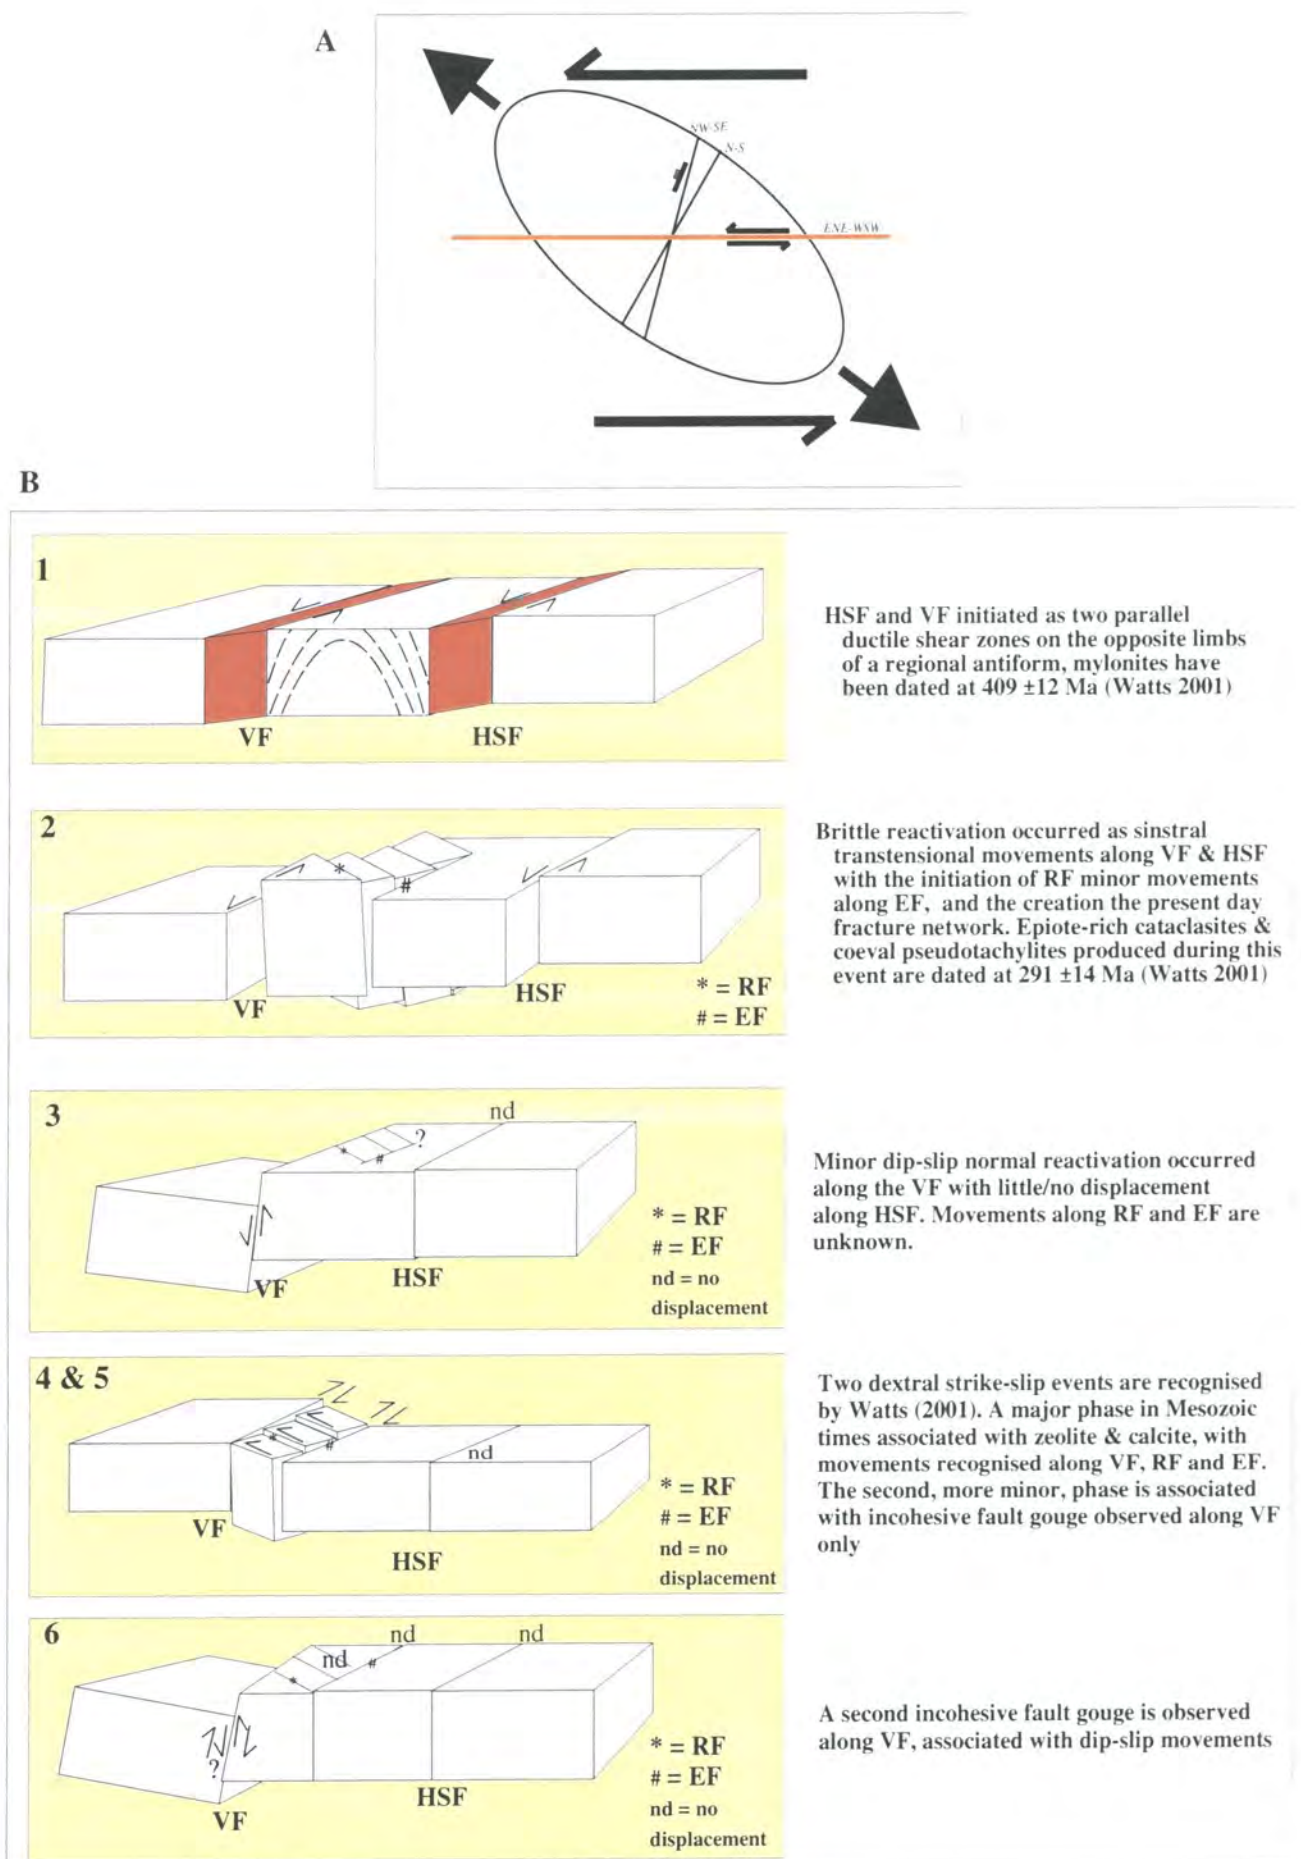 A
NW-SE
N-S
ENE-WSW
B
1
VF
HSF
HSF and VF initiated as two parallel
ductile shear zones on the opposite limbs
of a regional antiform, mylonites have
been dated at 409 ±12 Ma (Watts 2001)
2
*
#
VF
HSF
* = RF
# = EF
Brittle reactivation occurred as sinstral
transtensional movements along VF & HSF
with the initiation of RF minor movements
along EF, and the creation the present day
fracture network. Epiote-rich cataclasites &
coeval pseudotachylites produced during this
event are dated at 291 ±14 Ma (Watts 2001)
3
nd
?
*
#
VF
HSF
* = RF
# = EF
nd = no
displacement
Minor dip-slip normal reactivation occurred
along the VF with little/no displacement
along HSF. Movements along RF and EF are
unknown.
4 & 5
*
#
nd
VF
HSF
* = RF
# = EF
nd = no
displacement
Two dextral strike-slip events are recognised
by Watts (2001). A major phase in Mesozoic
times associated with zeolite & calcite, with
movements recognised along VF, RF and EF.
The second, more minor, phase is associated
with incohesive fault gouge observed along VF
only
6
nd
nd
nd
#
*
?
VF
HSF
* = RF
# = EF
nd = no
displacement
A second incohesive fault gouge is observed
along VF, associated with dip-slip movements